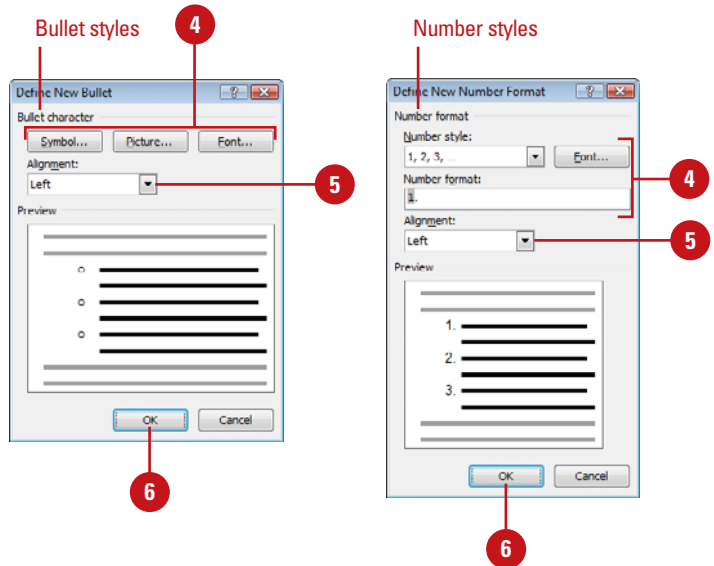 Bullet styles
4
Define New Bullet
Bullet character
Symbol...
Picture...
Font...
Alignment:
Left
5
Preview
OK
Cancel
6
Number styles
Define New Number Format
Number format
Number style:
1, 2, 3, ...
Font...
4
Number format:
1.
Alignment:
Left
5
Preview
1.
2.
3.
OK
Cancel
6